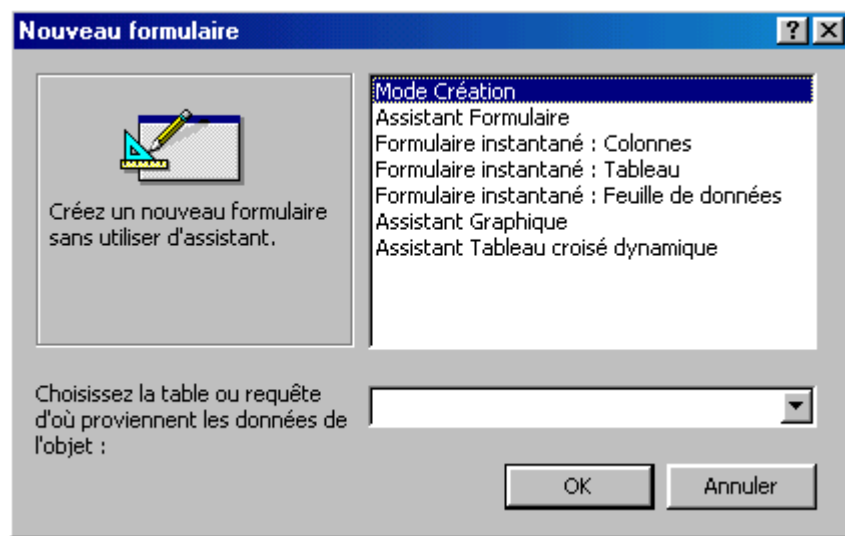 Nouveau formulaire
Mode Création
Assistant Formulaire
Formulaire instantané : Colonnes
Formulaire instantané : Tableau
Formulaire instantané : Feuille de données
Assistant Graphique
Assistant Tableau croisé dynamique
Créez un nouveau formulaire
sans utiliser d'assistant.
Choisissez la table ou requête
d'où proviennent les données de
l'objet :
OK
Annuler